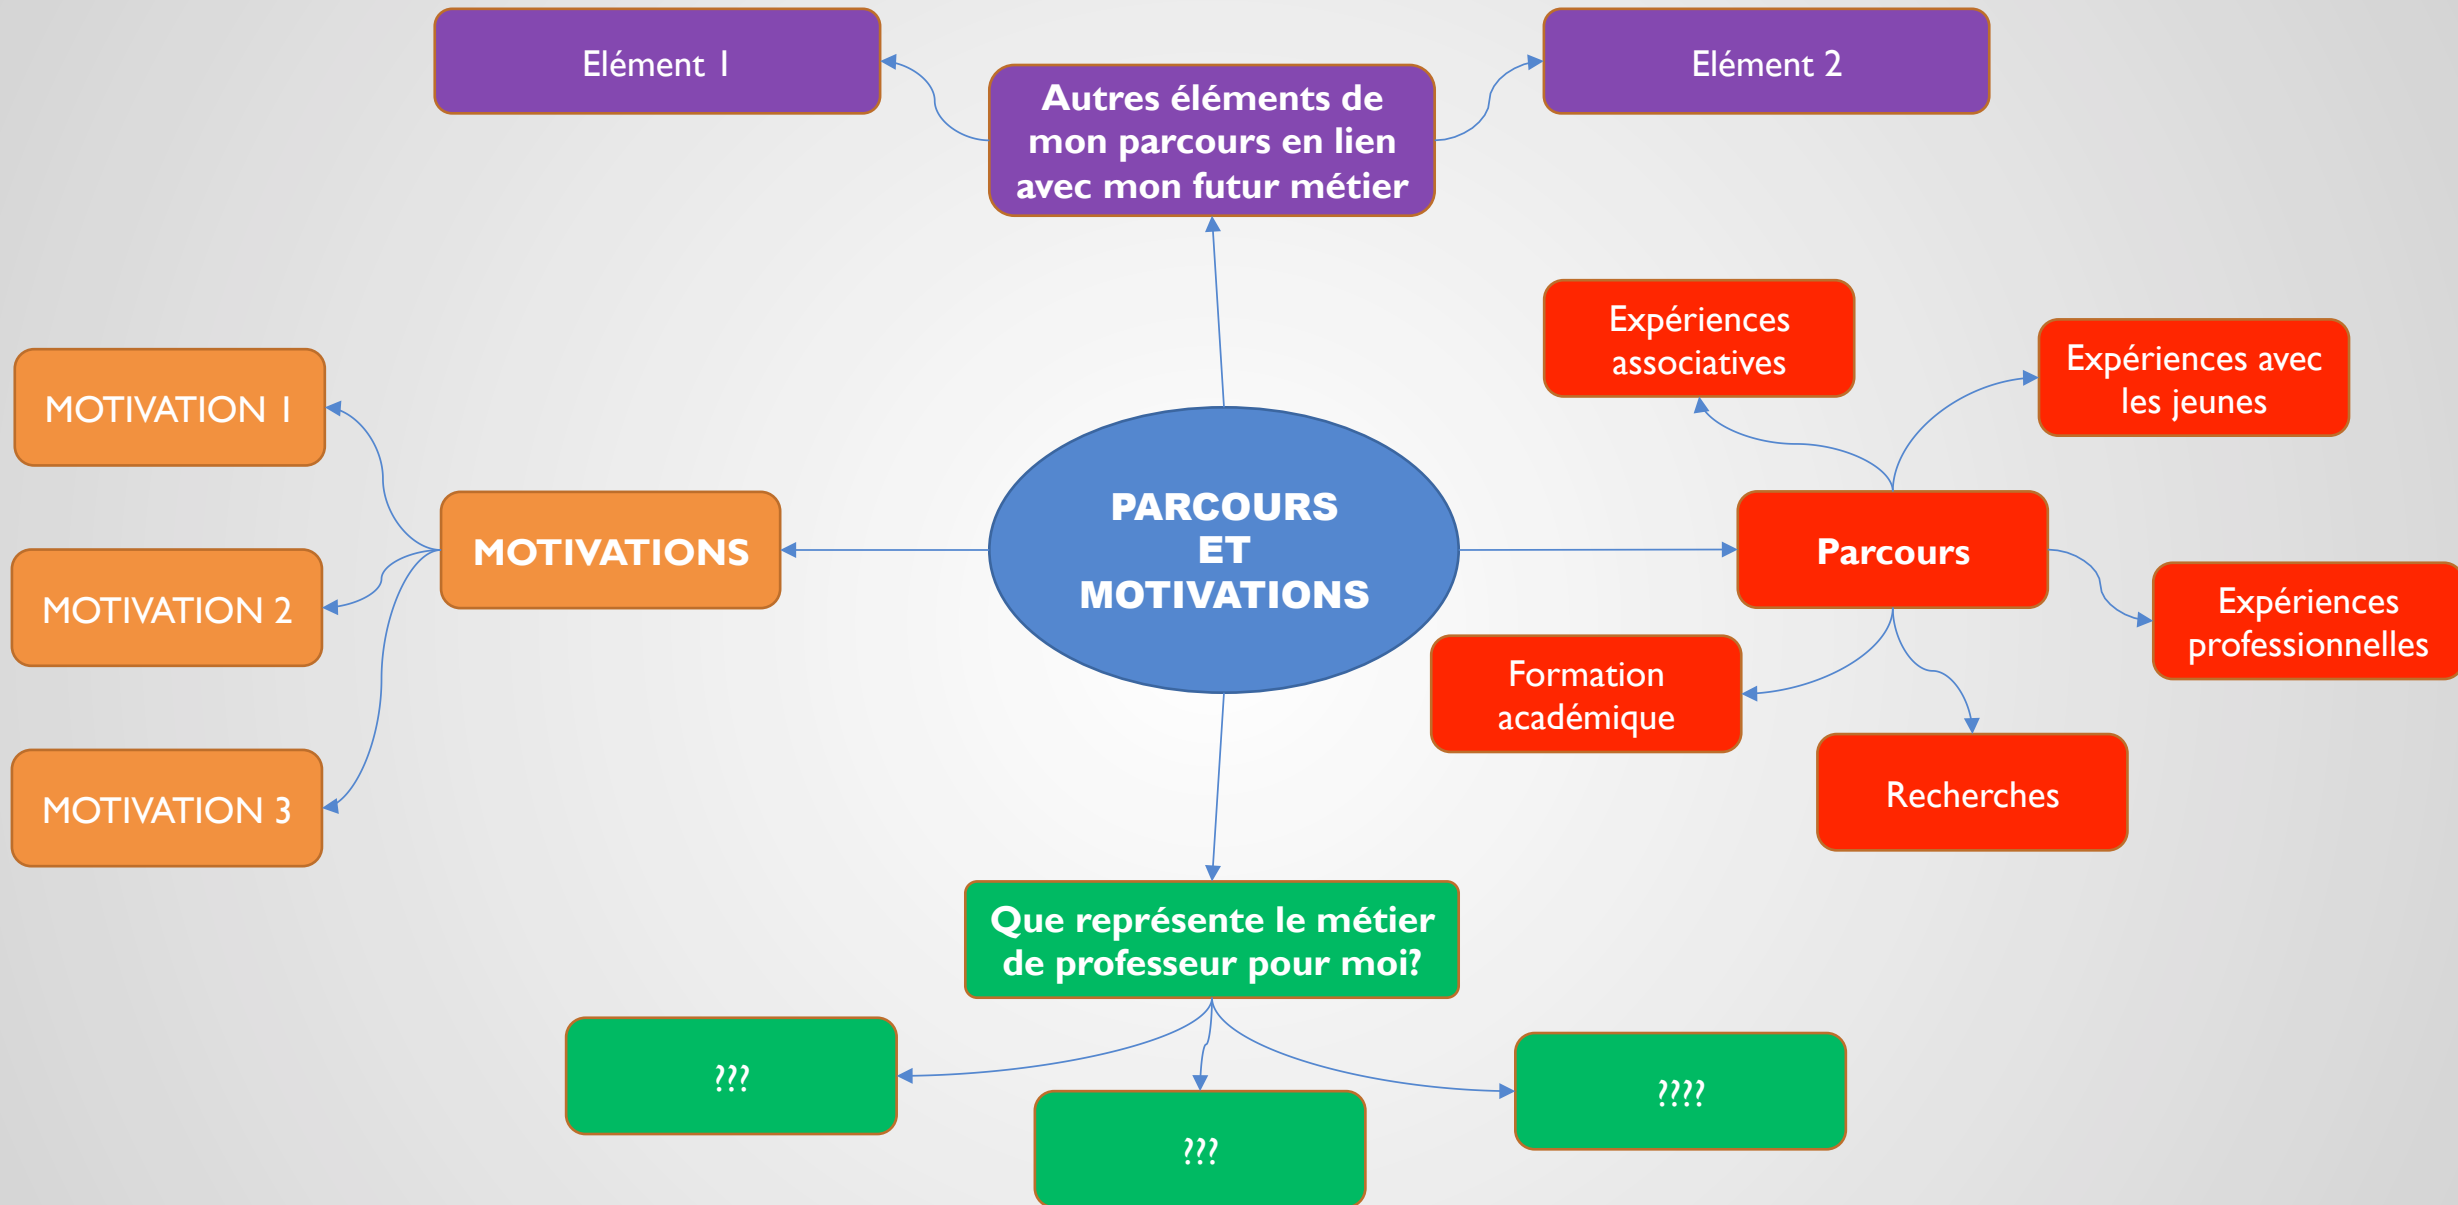 Elément 1
Elément 2
Autres éléments de
mon parcours en lien
avec mon futur métier
Expériences
associatives
Expériences avec
les jeunes
MOTIVATION 1
MOTIVATIONS
MOTIVATION 2
MOTIVATION 3
PARCOURS
ET
MOTIVATIONS
Parcours
Expériences
professionnelles
Formation
académique
Recherches
Que représente le métier
de professeur pour moi?
???
???
????